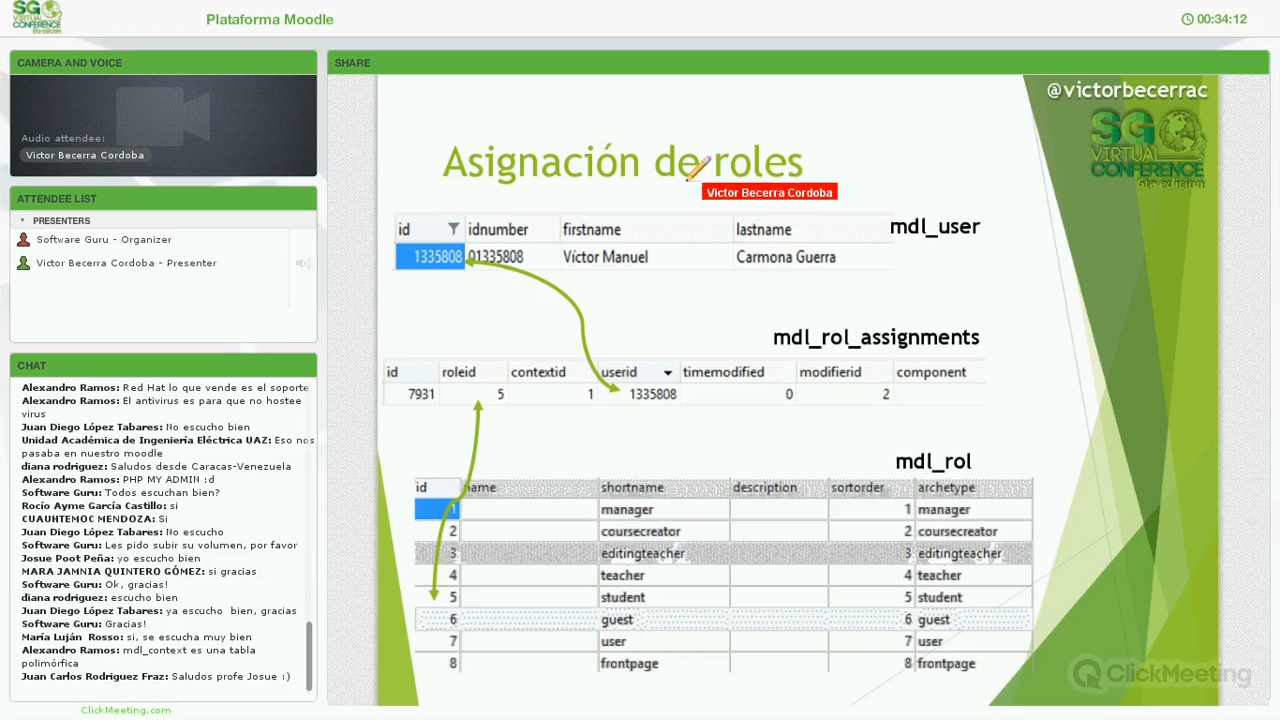 SG VIRTUAL CONFERENCE 6ta edición
Plataforma Moodle
00:34:12
CAMERA AND VOICE
Audio attendee:
Victor Becerra Cordoba
ATTENDEE LIST
PRESENTERS
Software Guru - Organizer
Victor Becerra Cordoba - Presenter
CHAT
Alexandro Ramos: Red Hat lo que vende es el soporte
Alexandro Ramos: El antivirus es para que no hostee
virus
Juan Diego López Tabares: No escucho bien
Unidad Académica de Ingeniería Eléctrica UAZ: Eso nos
pasaba en nuestro moodle
diana rodriguez: Saludos desde Caracas-Venezuela
Alexandro Ramos: PHP MY ADMIN :d
Software Guru: Todos escuchan bien?
Rocío Ayme García Castillo: si
CUAUHTEMOC MENDOZA: Si
Juan Diego López Tabares: No escucho
Software Guru: Les pido subir su volumen, por favor
Josue Poot Peña: yo escucho bien
MARA JAMNIA QUINTERO GÓMEZ: si gracias
Software Guru: Ok, gracias!
diana rodriguez: escucho bien
Juan Diego López Tabares: ya escucho bien, gracias
Software Guru: Gracias!
María Luján Rosso: si, se escucha muy bien
Alexandro Ramos: mdl_context es una tabla
polimórfica
Juan Carlos Rodriguez Fraz: Saludos profe Josue :)
ClickMeeting.com
SHARE
@victorbecerrac
SG VIRTUAL CONFERENCE 6ta edición
Asignación de roles
Victor Becerra Cordoba
mdl_user
id idnumber firstname lastname
1335808 01335808 Víctor Manuel Carmona Guerra
mdl_rol_assignments
id roleid contextid userid timemodified modifierid component
7931 5 1 1335808 0 2
mdl_rol
id name shortname description sortorder archetype
1 manager 1 manager
2 coursecreator 2 coursecreator
3 editingteacher 3 editingteacher
4 teacher 4 teacher
5 student 5 student
6 guest 6 guest
7 user 7 user
8 frontpage 8 frontpage
ClickMeeting